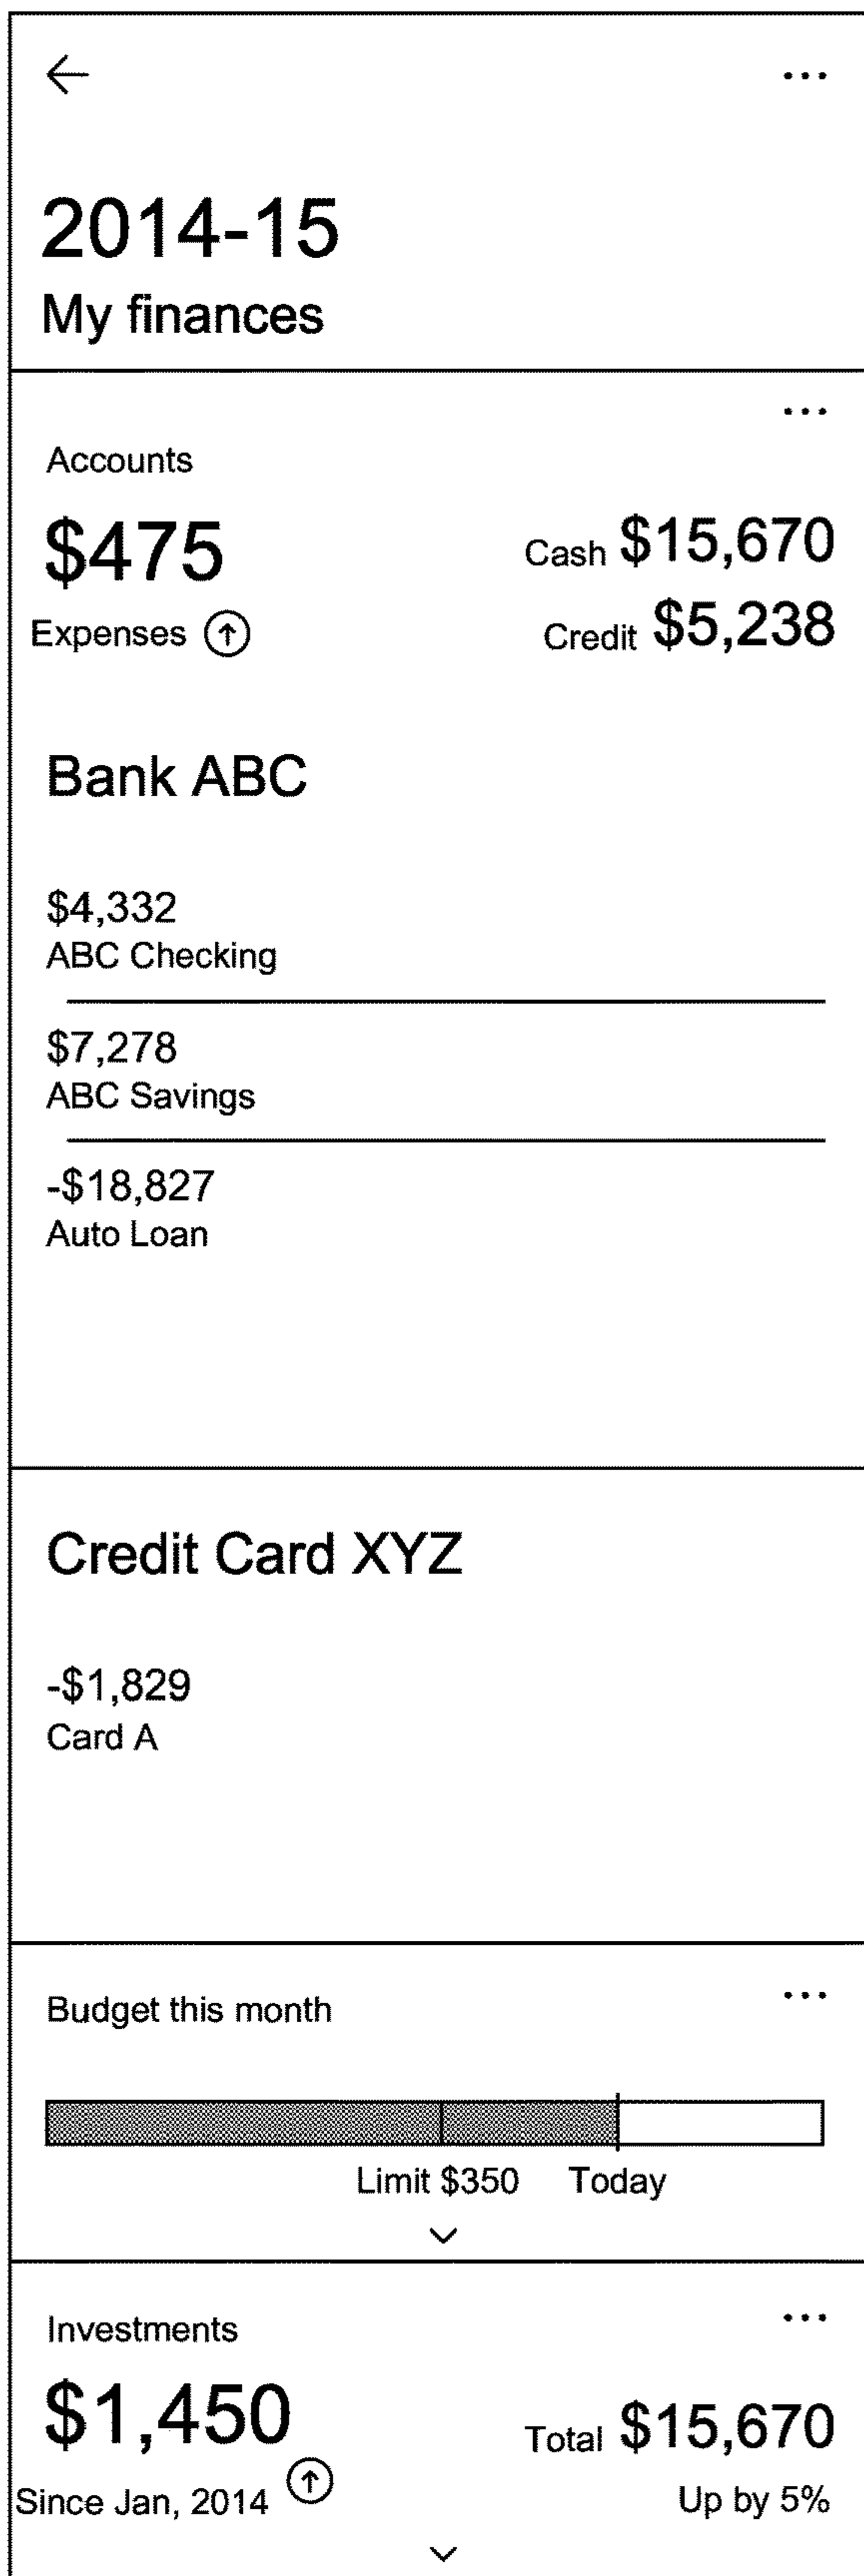 2014-15
My finances
Accounts
$475
Cash $15,670
Expenses
Credit $5,238
Bank ABC
$4,332
ABC Checking
$7,278
ABC Savings
-$18,827
Auto Loan
Credit Card XYZ
-$1,829
Card A
Budget this month
Limit $350 Today
Investments
$1,450
Total $15,670
Since Jan, 2014
Up by 5%